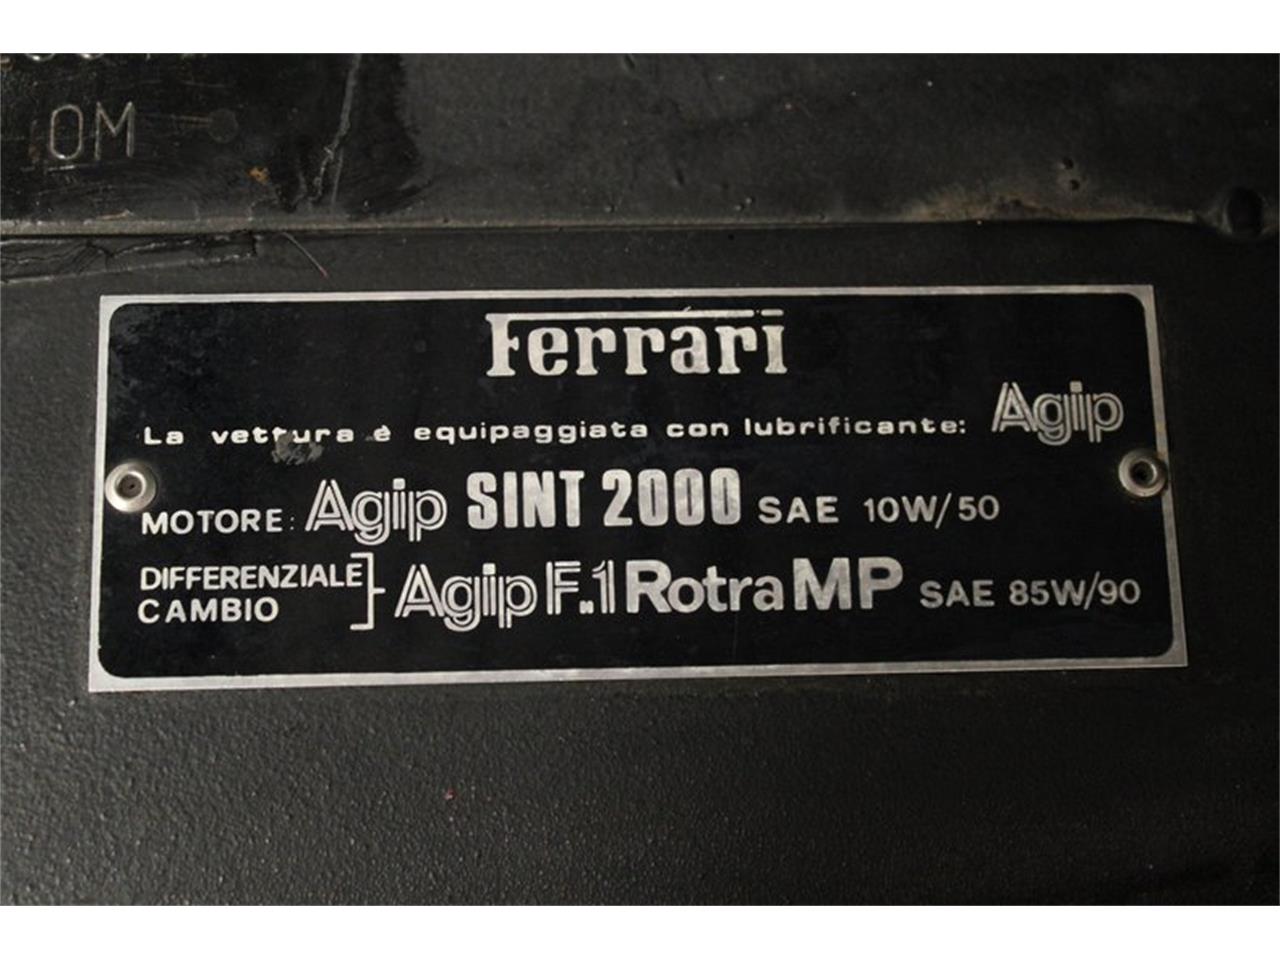 OM
Ferrari
La vettura è equipaggiata con lubrificante: Agip
MOTORE: Agip SINT 2000 SAE 10W/50
DIFFERENZIALE
CAMBIO
Agip F.1 Rotra MP SAE 85W/90